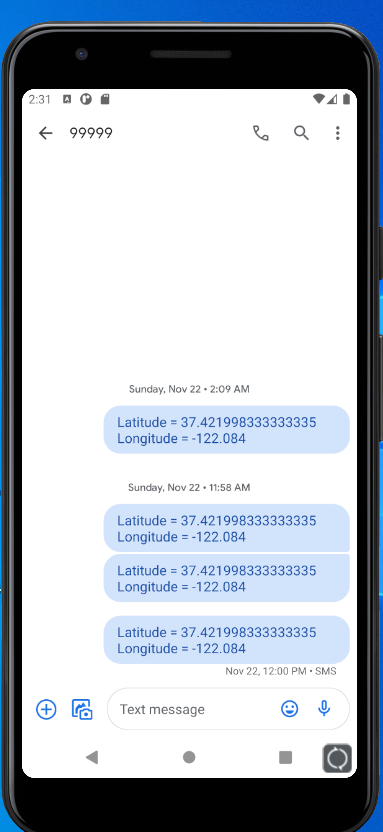 2:31
99999
Sunday, Nov 22 • 2:09 AM
Latitude = 37.421998333333335
Longitude = -122.084
Sunday, Nov 22 • 11:58 AM
Latitude = 37.421998333333335
Longitude = -122.084
Latitude = 37.421998333333335
Longitude = -122.084
Latitude = 37.421998333333335
Longitude = -122.084
Nov 22, 12:00 PM • SMS
Text message